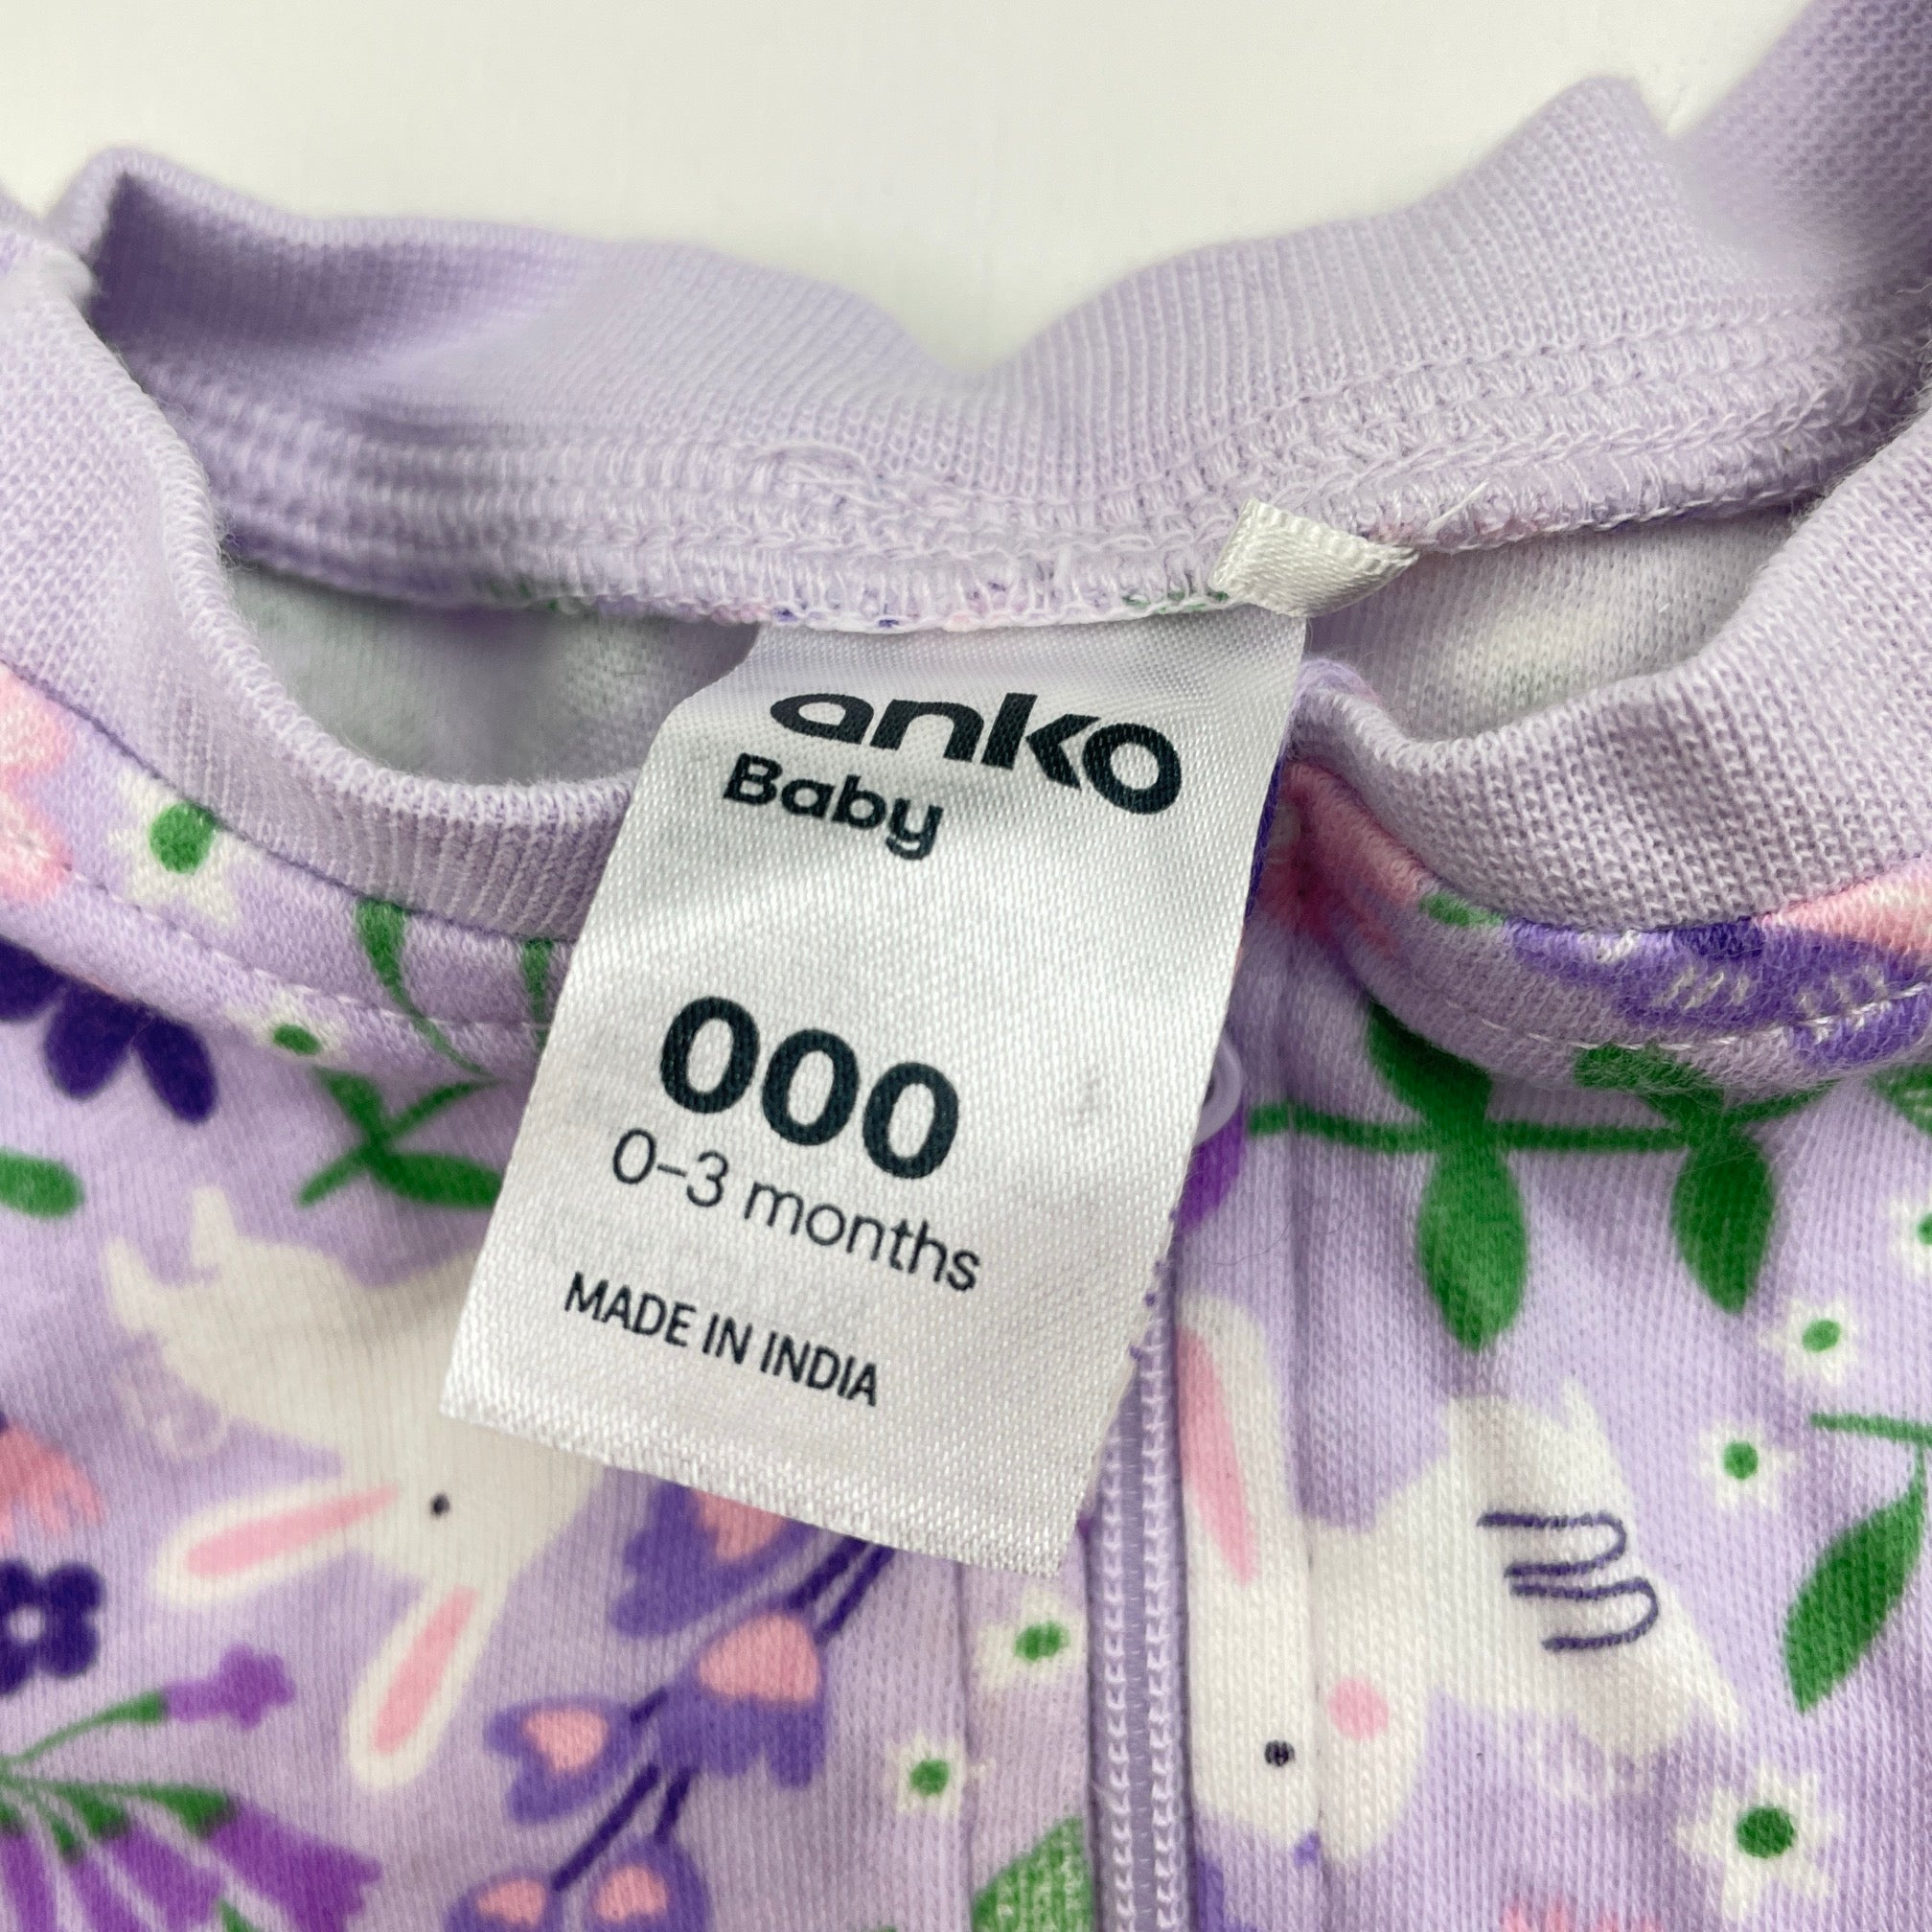 anko
Baby
000
0-3 months
MADE IN INDIA